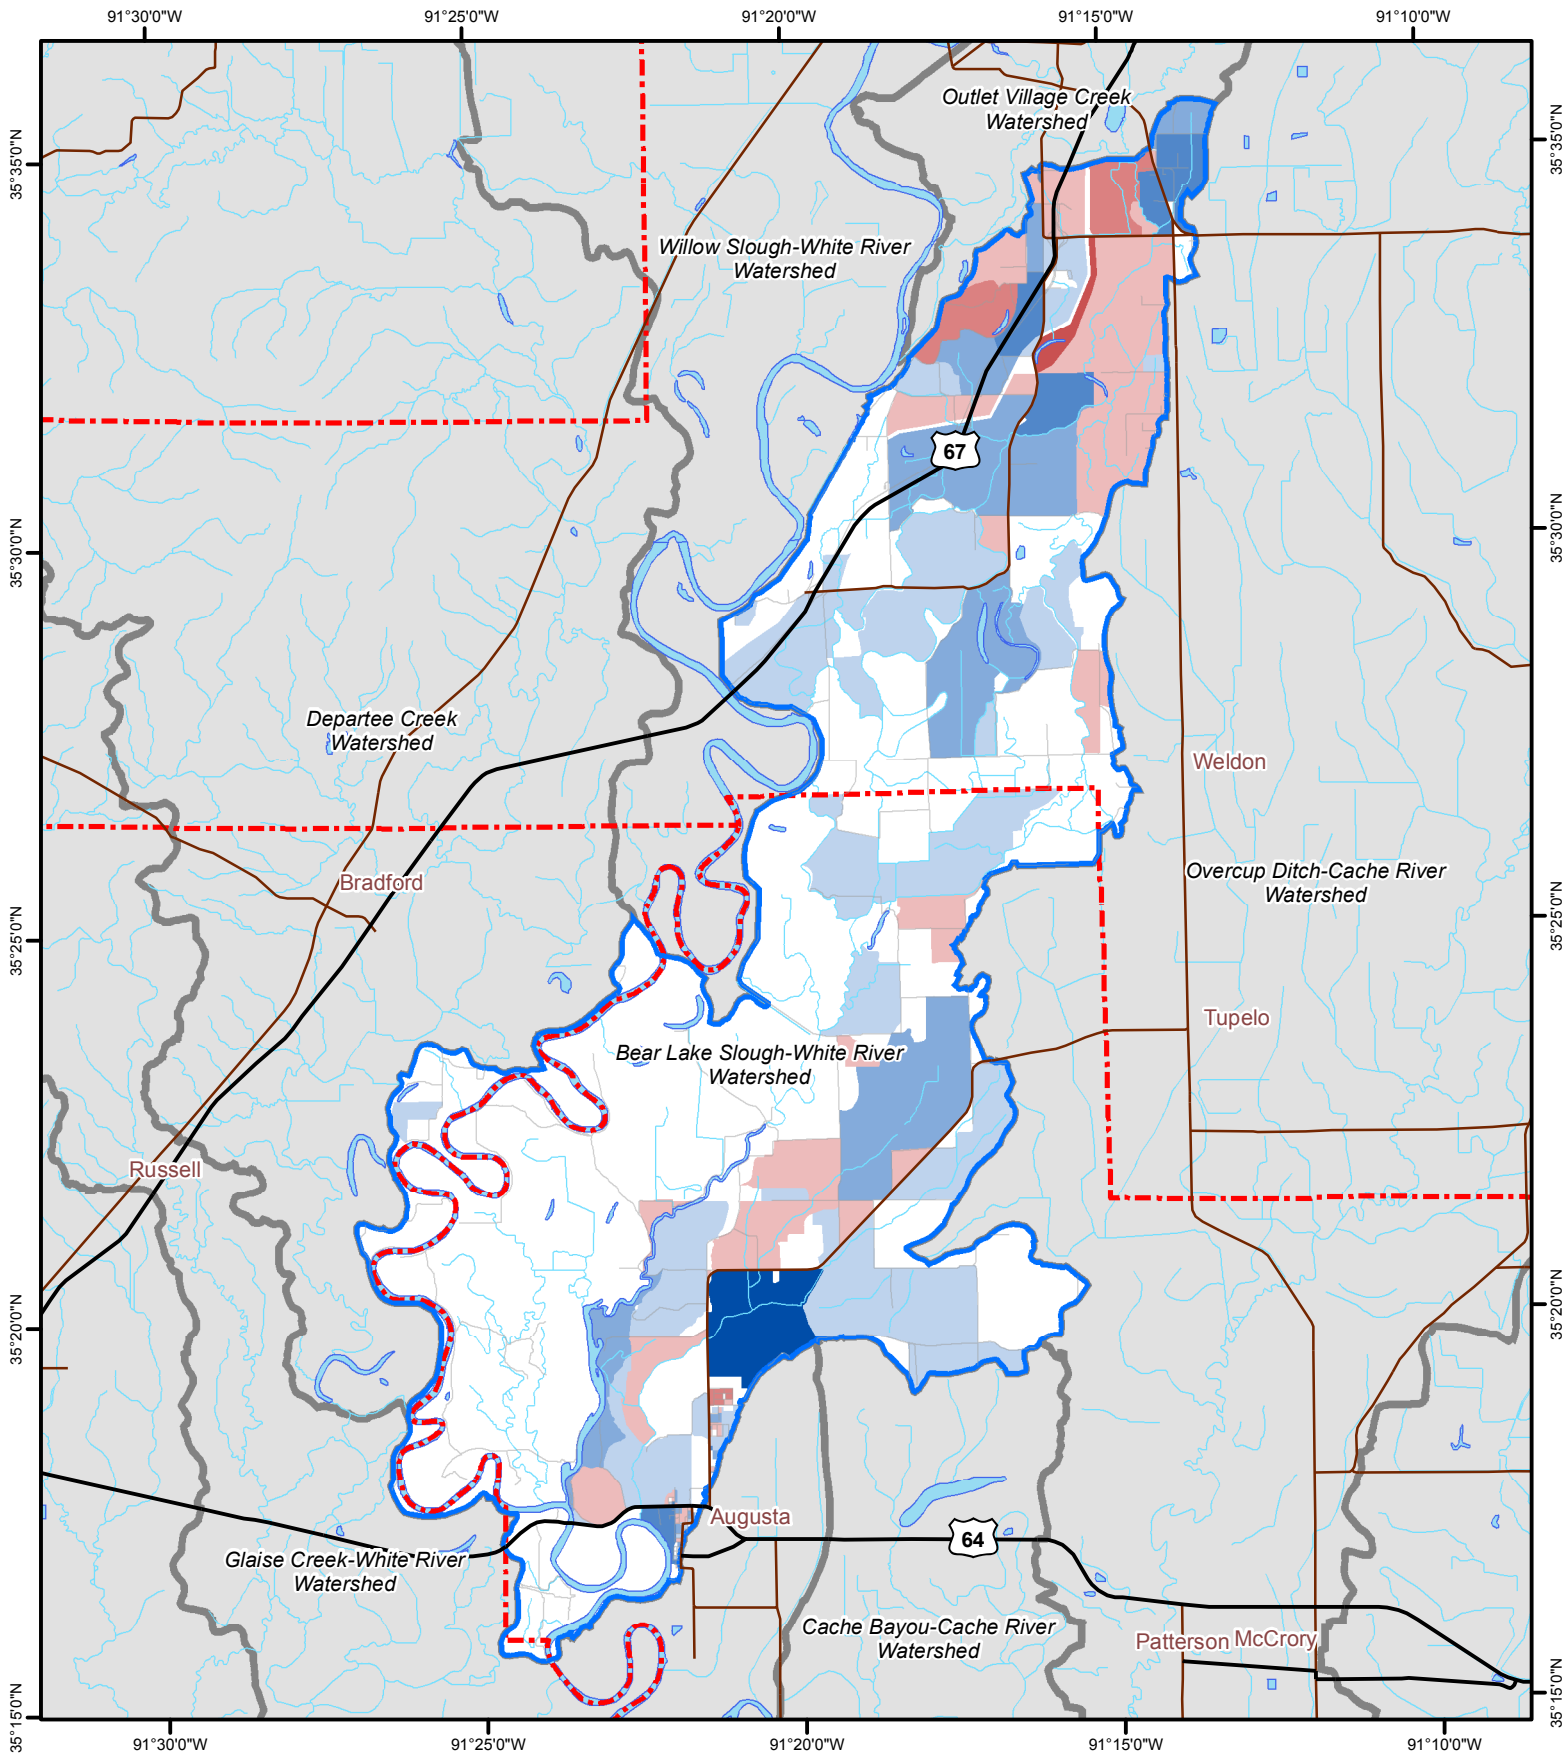 91°30'0"W 91°25'0"W 91°20'0"W 91°15'0"W 91°10'0"W
Outlet Village Creek
Watershed
35°35'0"N
35°35'0"N
Willow Slough-White River
Watershed
67
35°30'0"N
35°30'0"N
Departee Creek
Watershed
Weldon
Bradford
Overcup Ditch-Cache River
Watershed
35°25'0"N
35°25'0"N
Tupelo
Bear Lake Slough-White River
Watershed
Russell
35°20'0"N
35°20'0"N
Augusta
64
Glaise Creek-White River
Watershed
Cache Bayou-Cache River
Watershed
Patterson McCrory
35°15'0"N
35°15'0"N
91°30'0"W 91°25'0"W 91°20'0"W 91°15'0"W 91°10'0"W